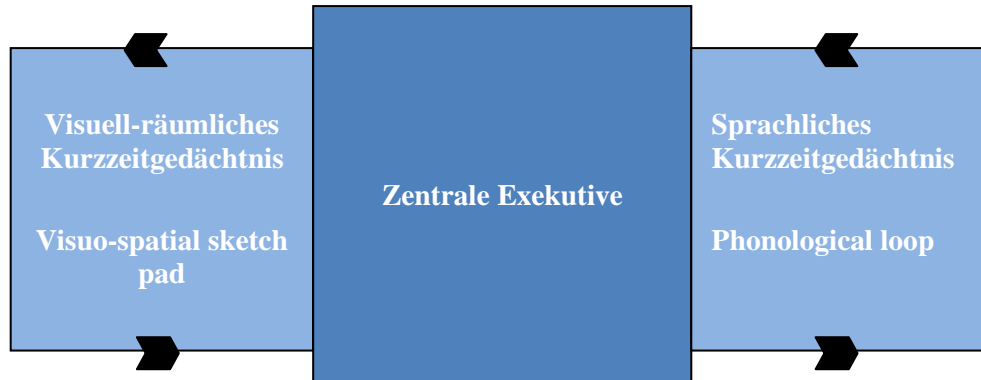 Visuell-räumliches
Kurzzeitgedächtnis
Visuo-spatial sketch
pad
Zentrale Exekutive
Sprachliches
Kurzzeitgedächtnis
Phonological loop